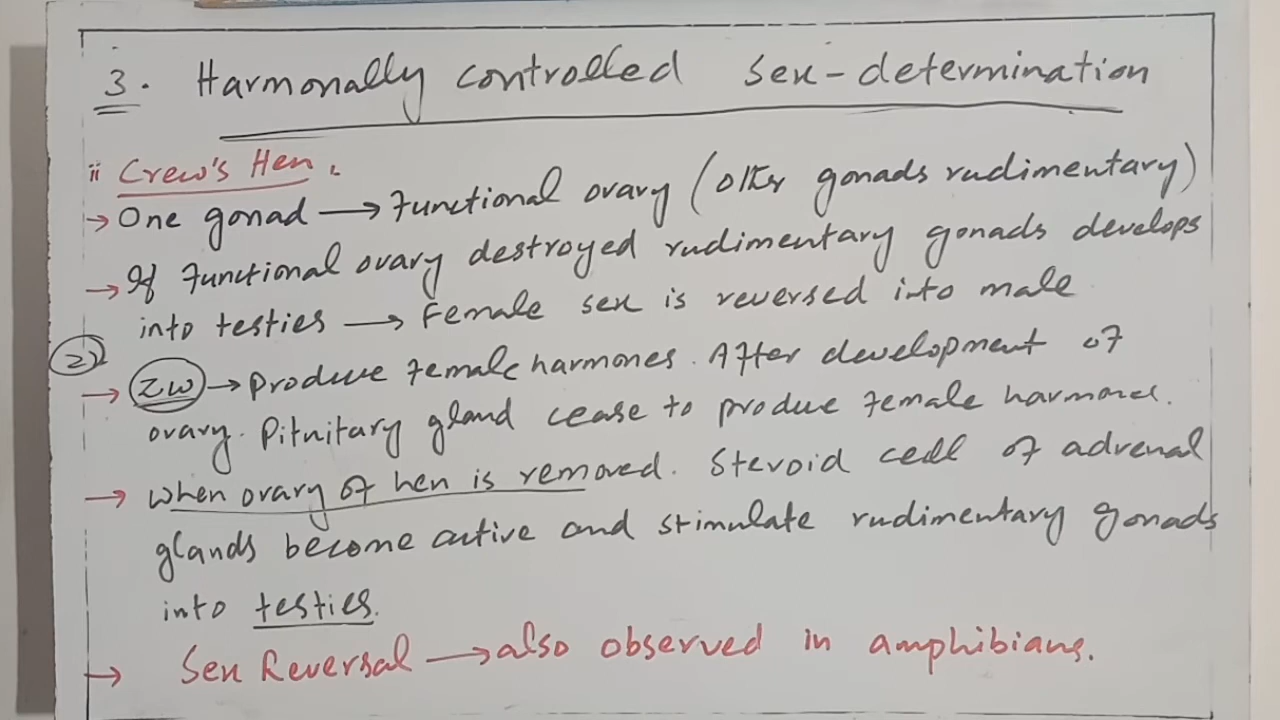 3. Harmonally controlled Sex-determination
ii Crew's Hen.
→ One gonad → Functional ovary (other gonads rudimentary)
→ If Functional ovary destroyed rudimentary gonads develops
into testies → Female sex is reversed into male
2)
→ ZW → Produce female harmones. After development of
ovary. Pituitary gland cease to produce female harmones.
→ When ovary of hen is removed. Steroid cell of adrenal
glands become active and stimulate rudimentary gonads
into testies.
→ Sex Reversal → also observed in amphibians.